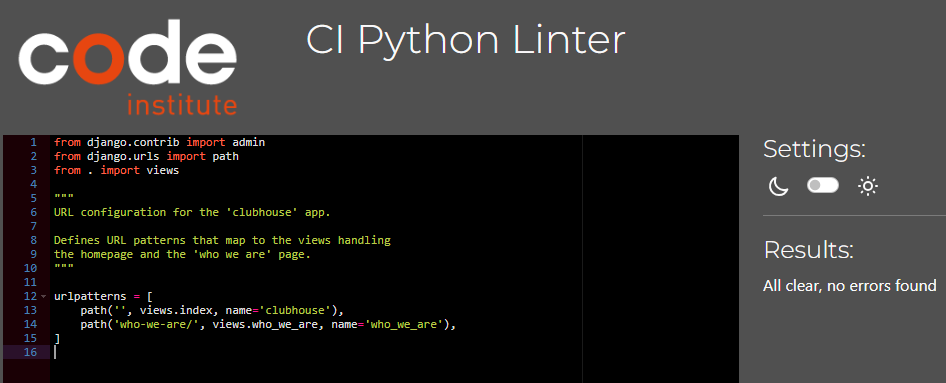 code
institute
CI Python Linter
1 from django.contrib import admin
2 from django.urls import path
3 from . import views
4
5 """
6 URL configuration for the 'clubhouse' app.
7
8 Defines URL patterns that map to the views handling
9 the homepage and the 'who we are' page.
10 """
11
12 urlpatterns = [
13     path('', views.index, name='clubhouse'),
14     path('who-we-are/', views.who_we_are, name='who_we_are'),
15 ]
16
Settings:
Results:
All clear, no errors found